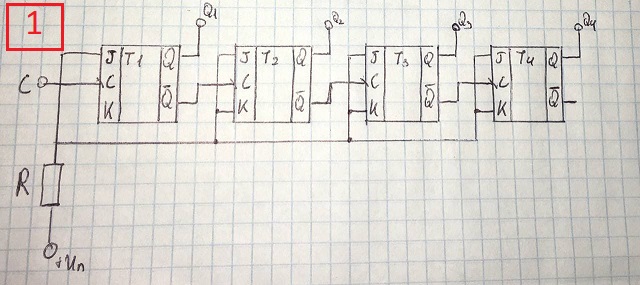 1
Q1 Q2 Q3 Q4
J T1 Q J T2 Q J T3 Q J T4 Q
C C C C C
K Q̅ K Q̅ K Q̅ K Q̅
R
+Uп